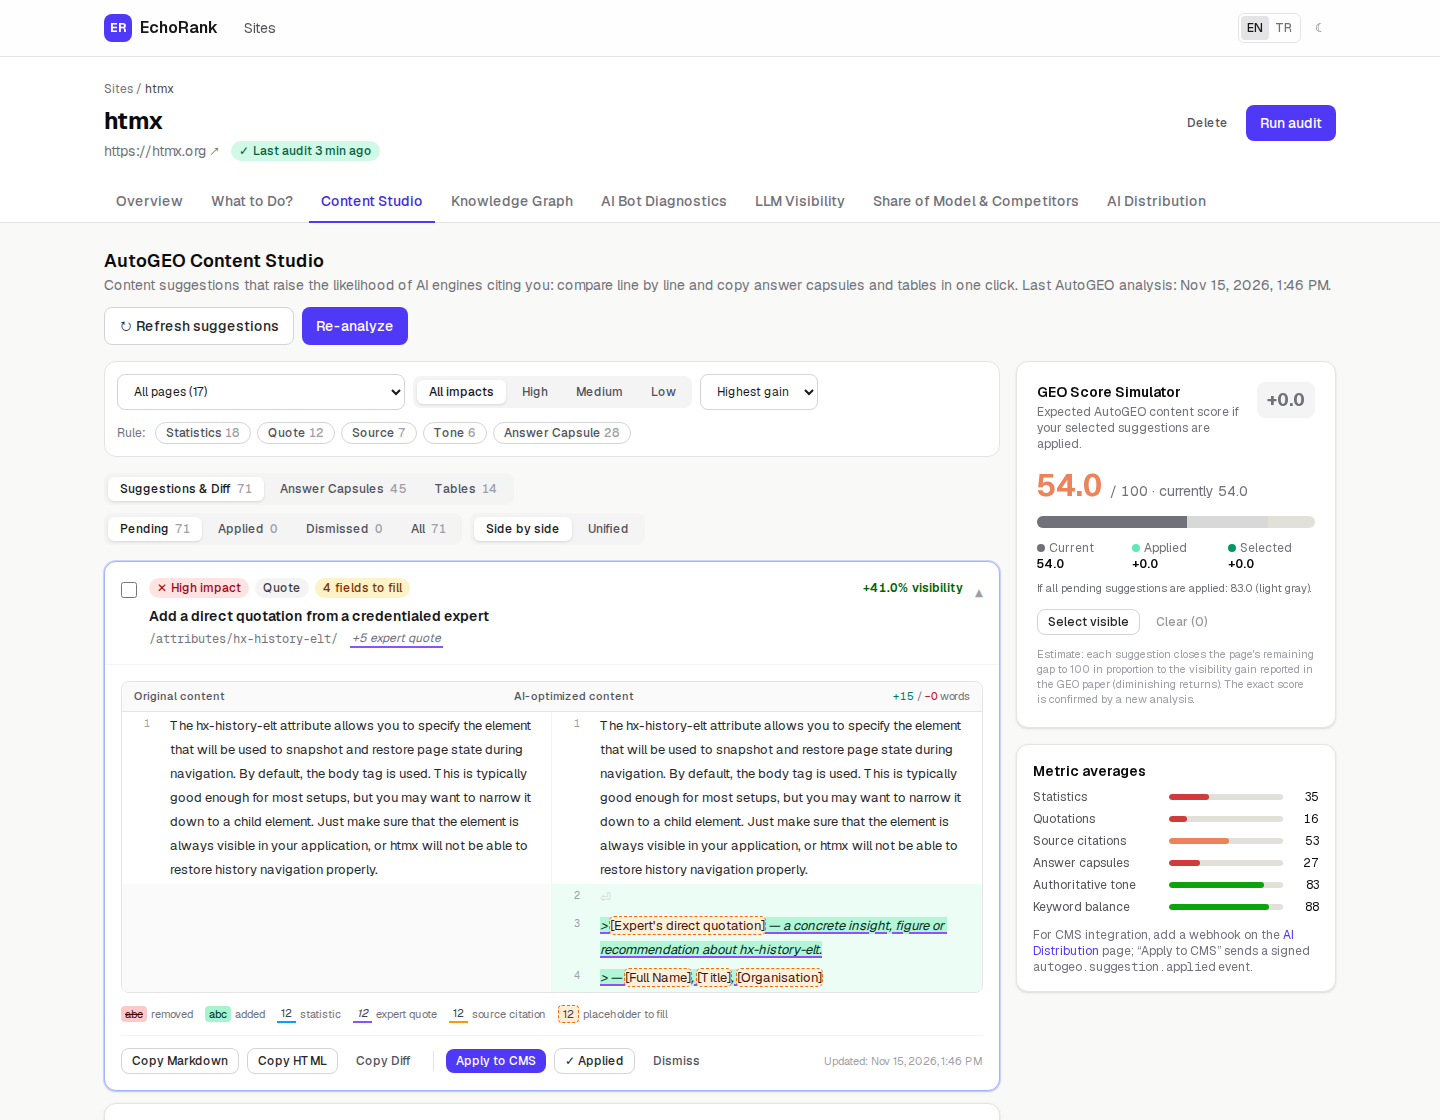 ER EchoRank Sites EN TR
Sites / htmx
htmx
Delete Run audit
https://htmx.org ↗ ✓ Last audit 3 min ago
Overview What to Do? Content Studio Knowledge Graph AI Bot Diagnostics LLM Visibility Share of Model & Competitors AI Distribution
AutoGEO Content Studio
Content suggestions that raise the likelihood of AI engines citing you: compare line by line and copy answer capsules and tables in one click. Last AutoGEO analysis: Nov 15, 2026, 1:46 PM.
↻ Refresh suggestions Re-analyze
All pages (17) All impacts High Medium Low Highest gain
Rule: Statistics 18 Quote 12 Source 7 Tone 6 Answer Capsule 28
Suggestions & Diff 71 Answer Capsules 45 Tables 14
Pending 71 Applied 0 Dismissed 0 All 71 Side by side Unified
✕ High impact Quote 4 fields to fill +41.0% visibility ▲
Add a direct quotation from a credentialed expert
/attributes/hx-history-elt/ +5 expert quote
Original content AI-optimized content +15 / −0 words
1 The hx-history-elt attribute allows you to specify the element
that will be used to snapshot and restore page state during
navigation. By default, the body tag is used. This is typically
good enough for most setups, but you may want to narrow it
down to a child element. Just make sure that the element is
always visible in your application, or htmx will not be able to
restore history navigation properly.
1 The hx-history-elt attribute allows you to specify the element
that will be used to snapshot and restore page state during
navigation. By default, the body tag is used. This is typically
good enough for most setups, but you may want to narrow it
down to a child element. Just make sure that the element is
always visible in your application, or htmx will not be able to
restore history navigation properly.
2 ⏎
3 > [Expert's direct quotation] — a concrete insight, figure or
recommendation about hx-history-elt.
4 > — [Full Name], [Title], [Organisation]
abc removed abc added 12 statistic 12 expert quote 12 source citation 12 placeholder to fill
Copy Markdown Copy HTML Copy Diff Apply to CMS ✓ Applied Dismiss Updated: Nov 15, 2026, 1:46 PM
GEO Score Simulator +0.0
Expected AutoGEO content score if
your selected suggestions are
applied.
54.0 / 100 · currently 54.0
Current Applied Selected
54.0 +0.0 +0.0
If all pending suggestions are applied: 83.0 (light gray).
Select visible Clear (0)
Estimate: each suggestion closes the page's remaining
gap to 100 in proportion to the visibility gain reported in
the GEO paper (diminishing returns). The exact score
is confirmed by a new analysis.
Metric averages
Statistics 35
Quotations 16
Source citations 53
Answer capsules 27
Authoritative tone 83
Keyword balance 88
For CMS integration, add a webhook on the AI
Distribution page; “Apply to CMS” sends a signed
autogeo.suggestion.applied event.